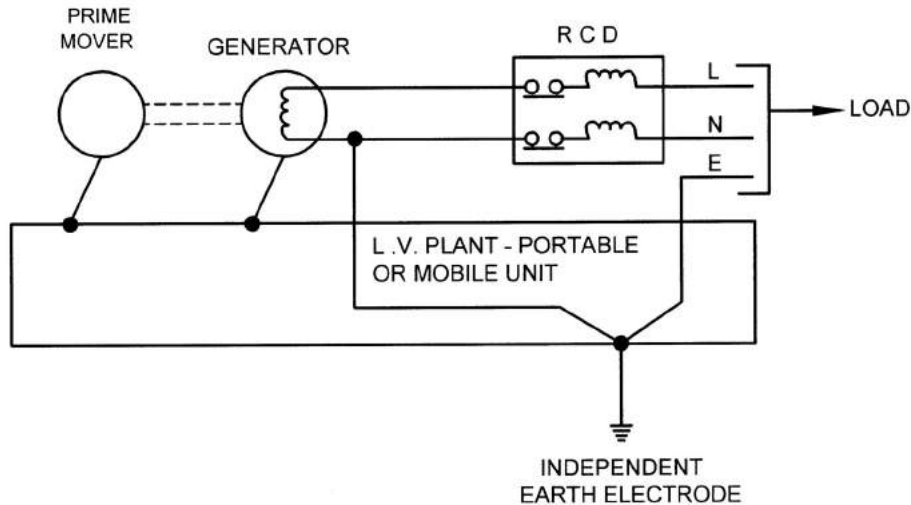 PRIME
MOVER
GENERATOR
R C D
L
N
E
LOAD
L .V. PLANT - PORTABLE
OR MOBILE UNIT
INDEPENDENT
EARTH ELECTRODE